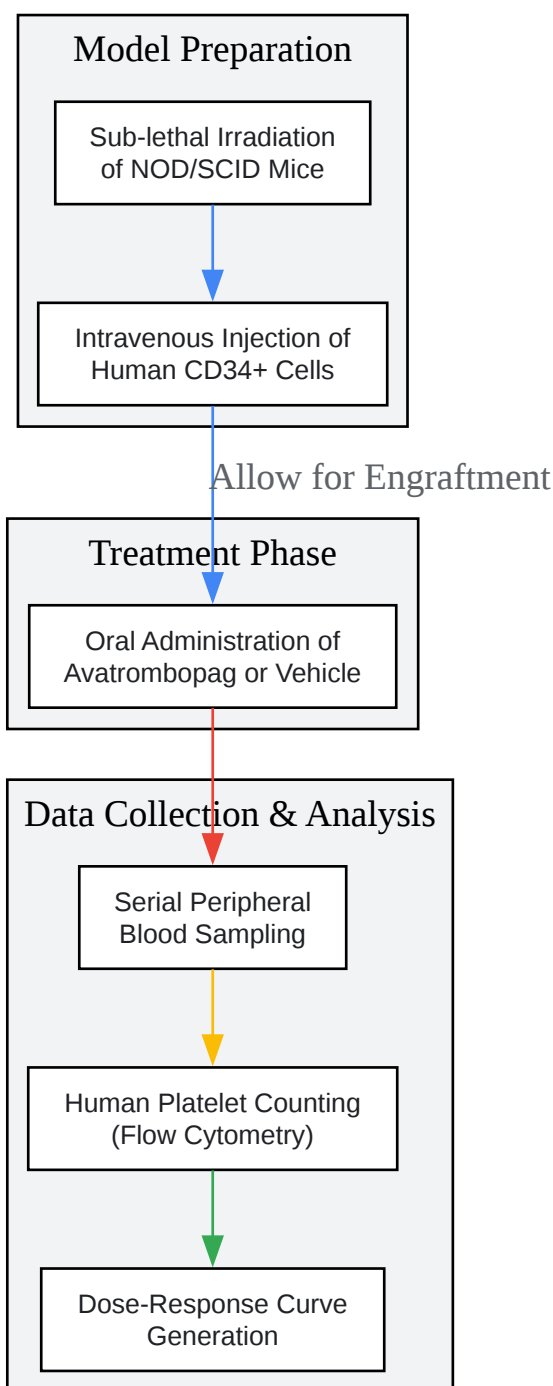 Model Preparation
Sub-lethal Irradiation
of NOD/SCID Mice
Intravenous Injection of
Human CD34+ Cells
Allow for Engraftment
Treatment Phase
Oral Administration of
Avatrombopag or Vehicle
Data Collection & Analysis
Serial Peripheral
Blood Sampling
Human Platelet Counting
(Flow Cytometry)
Dose-Response Curve
Generation